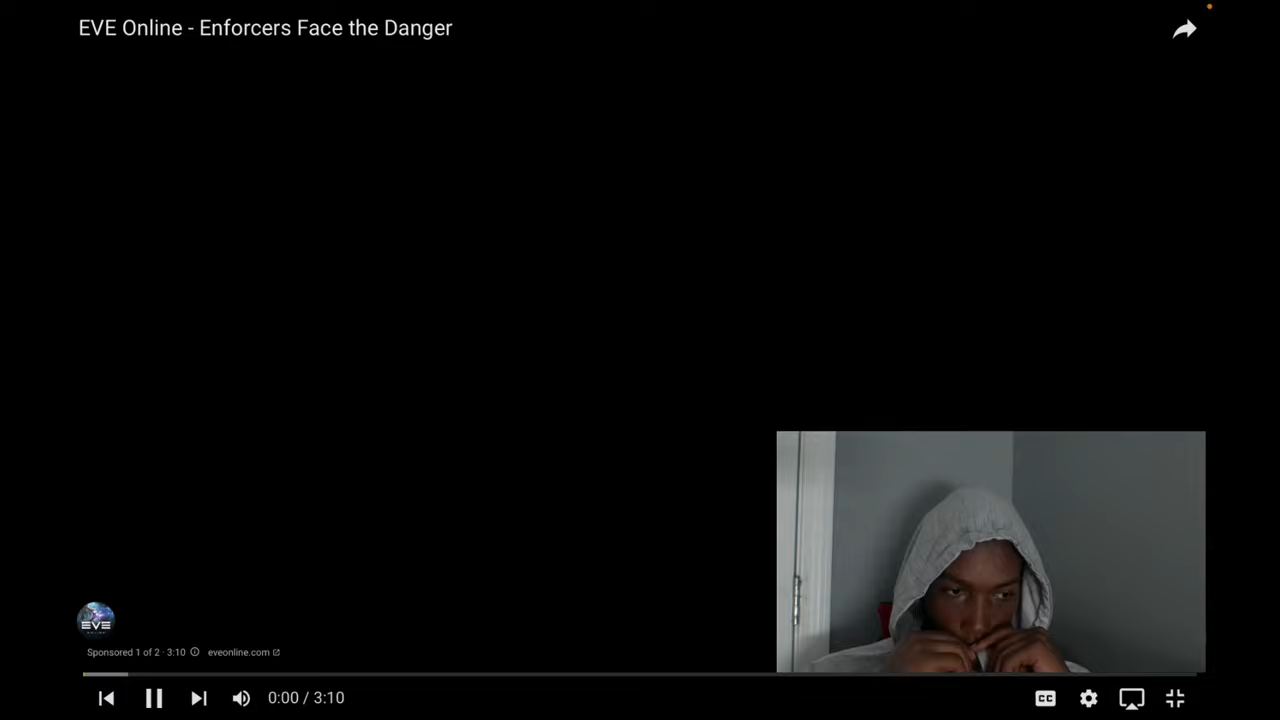 EVE Online - Enforcers Face the Danger
EVE
Sponsored 1 of 2 · 3:10 eveonline.com
0:00 / 3:10
CC